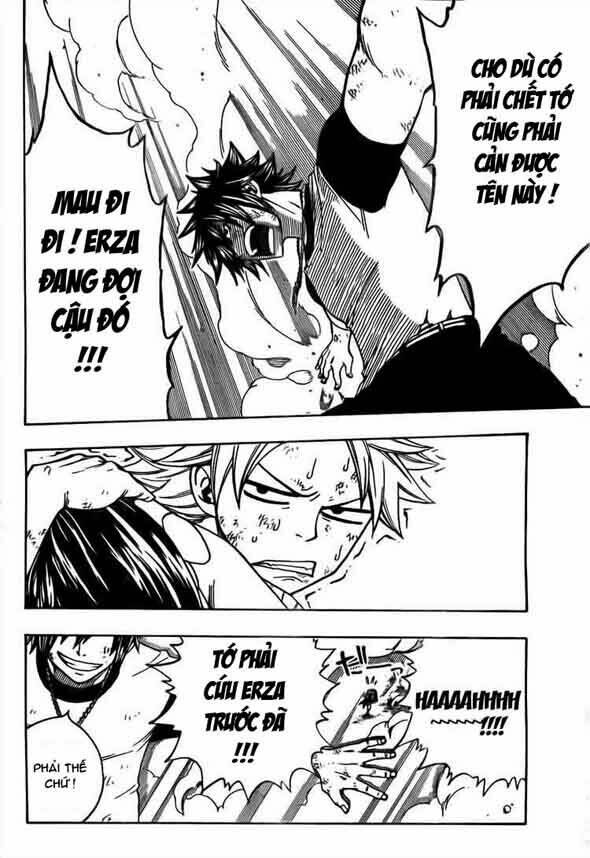 CHO DÙ CÓ
PHẢI CHẾT TỚ
CŨNG PHẢI
CẢN ĐƯỢC
TÊN NÀY !
MAU ĐI
ĐI ! ERZA
ĐANG ĐỢI
CẬU ĐÓ
!!!
HAAAAHHHH
~~~~~~!!!!
TỚ PHẢI
CỨU ERZA
TRƯỚC ĐÃ
!!!
PHẢI THẾ
CHỨ !